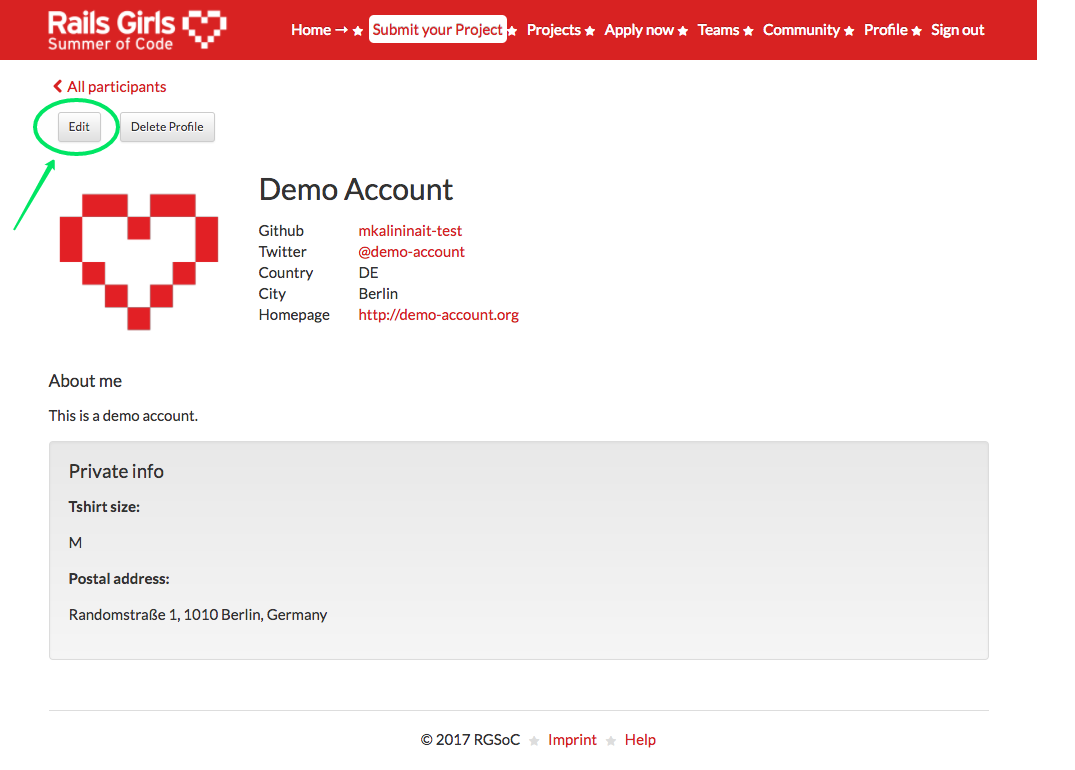 Rails Girls
Summer of Code
Home → ★ Submit your Project ★ Projects ★ Apply now ★ Teams ★ Community ★ Profile ★ Sign out
All participants
Edit Delete Profile
Demo Account
Github mkalininait-test
Twitter @demo-account
Country DE
City Berlin
Homepage http://demo-account.org
About me
This is a demo account.
Private info
Tshirt size:
M
Postal address:
Randomstraße 1, 1010 Berlin, Germany
© 2017 RGSoC ★ Imprint ★ Help